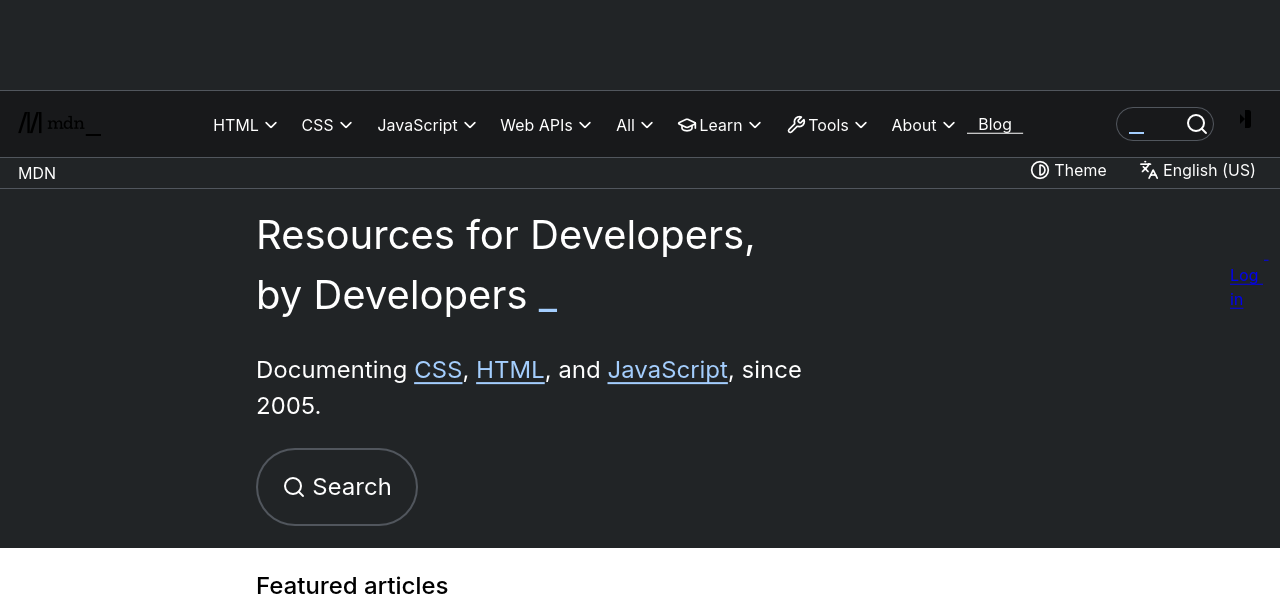 mdn_
HTML CSS JavaScript Web APIs All Learn Tools About Blog
MDN
Theme English (US)
Log in
Resources for Developers,
by Developers _
Documenting CSS, HTML, and JavaScript, since
2005.
Search
Featured articles